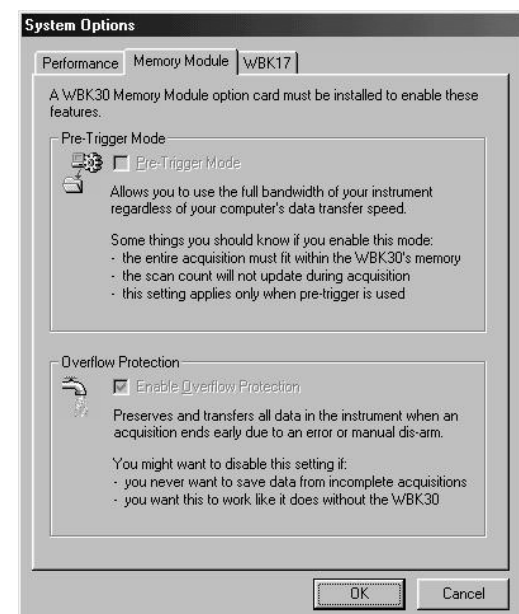 System Options
Performance
Memory Module
WBK17
A WBK30 Memory Module option card must be installed to enable these
features.
Pre-Trigger Mode
Pre-Trigger Mode
Allows you to use the full bandwidth of your instrument
regardless of your computer's data transfer speed.
Some things you should know if you enable this mode:
- the entire acquisition must fit within the WBK30's memory
- the scan count will not update during acquisition
- this setting applies only when pre-trigger is used
Overflow Protection
Enable Overflow Protection
Preserves and transfers all data in the instrument when an
acquisition ends early due to an error or manual dis-arm.
You might want to disable this setting if:
- you never want to save data from incomplete acquisitions
- you want this to work like it does without the WBK30
OK
Cancel